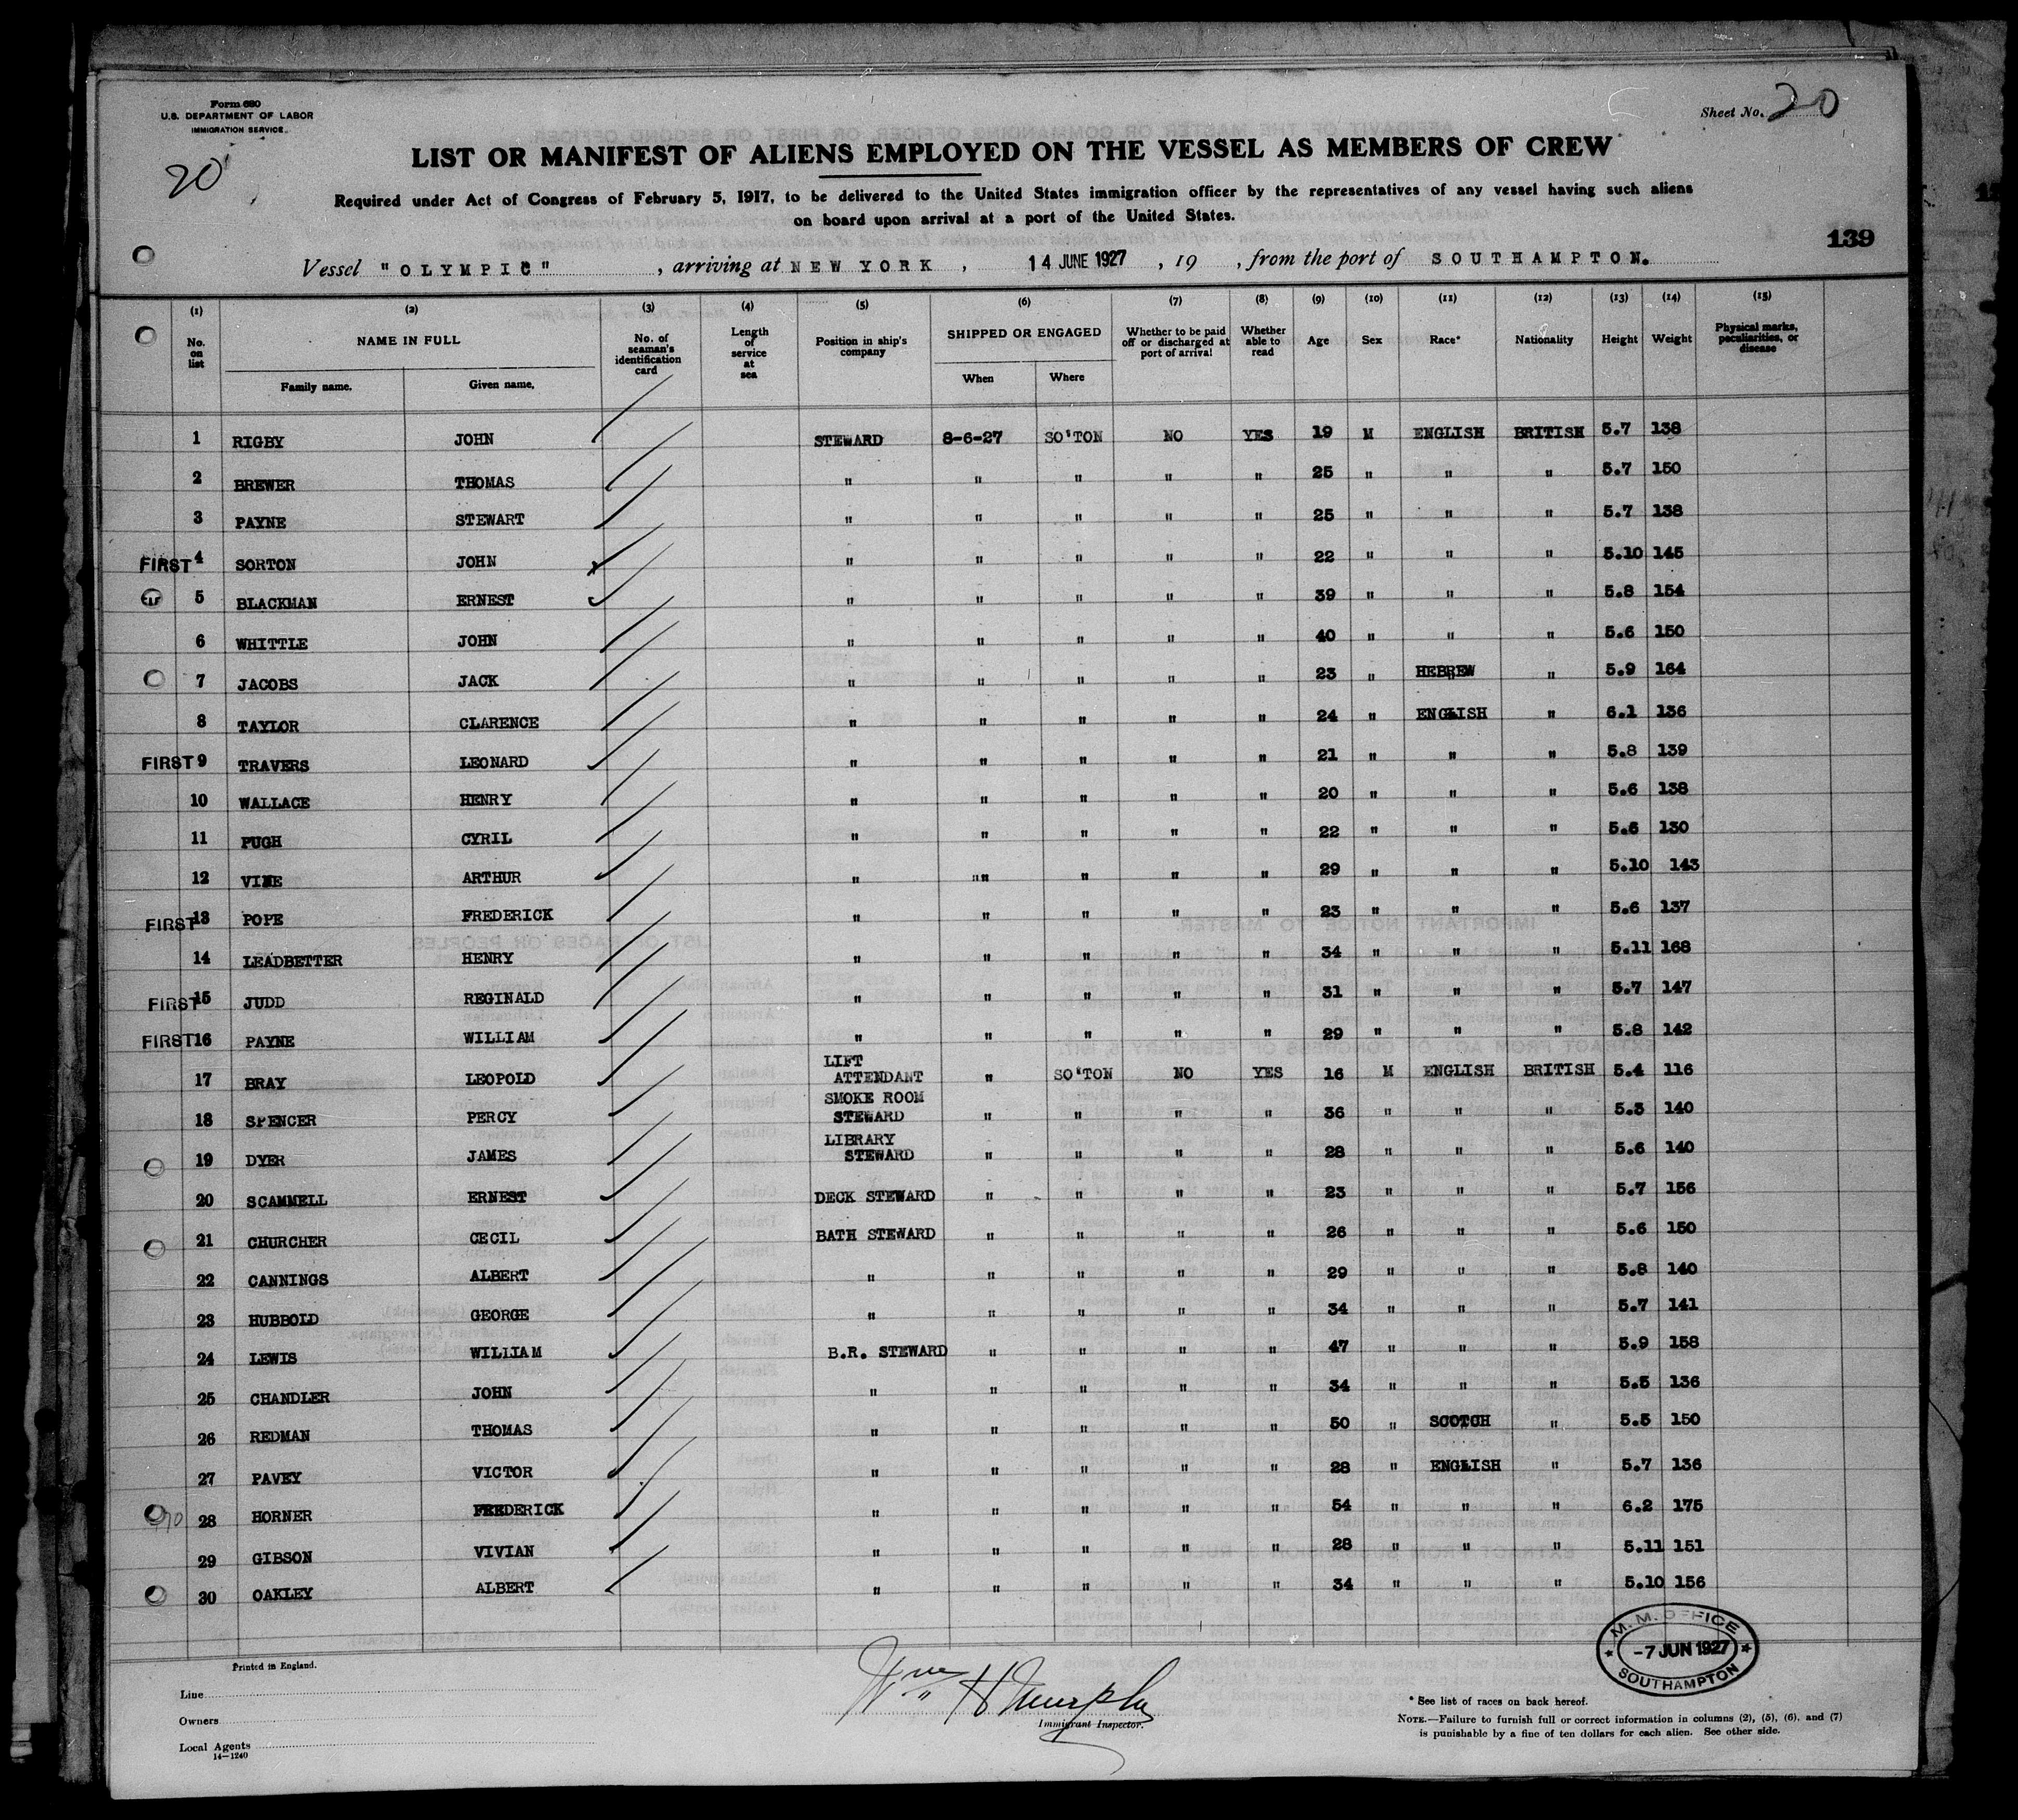 Form 680
U.S. DEPARTMENT OF LABOR
IMMIGRATION SERVICE
Sheet No. 20
20
LIST OR MANIFEST OF ALIENS EMPLOYED ON THE VESSEL AS MEMBERS OF CREW
Required under Act of Congress of February 5, 1917, to be delivered to the United States immigration officer by the representatives of any vessel having such aliens
on board upon arrival at a port of the United States.
139
Vessel "OLYMPIC", arriving at NEW YORK, 14 JUNE 1927, 19 , from the port of SOUTHAMPTON.
(1) (2) (3) (4) (5) (6) (7) (8) (9) (10) (11) (12) (13) (14) (15)
No. on list NAME IN FULL No. of seaman's identification card Length of service at sea Position in ship's company SHIPPED OR ENGAGED Whether to be paid off or discharged at port of arrival Whether able to read Age Sex Race* Nationality Height Weight Physical marks, peculiarities, or disease
Family name. Given name. When Where
1 RIGBY JOHN STEWARD 8-6-27 SO'TON NO YES 19 M ENGLISH BRITISH 5.7 138
2 BREWER THOMAS " " " " " 25 " " " 5.7 150
3 PAYNE STEWART " " " " " 25 " " " 5.7 138
FIRST 4 SORTON JOHN " " " " " 22 " " " 5.10 145
5 BLACKMAN ERNEST " " " " " 39 " " " 5.8 154
6 WHITTLE JOHN " " " " " 40 " " " 5.6 150
7 JACOBS JACK " " " " " 23 " HEBREW " 5.9 164
8 TAYLOR CLARENCE " " " " " 24 " ENGLISH " 6.1 136
FIRST 9 TRAVERS LEONARD " " " " " 21 " " " 5.8 139
10 WALLACE HENRY " " " " " 20 " " " 5.6 138
11 PUGH CYRIL " " " " " 22 " " " 5.6 130
12 VINE ARTHUR " "" " " " 29 " " " 5.10 143
FIRST 13 POPE FREDERICK " " " " " 23 " " " 5.6 137
14 LEADBETTER HENRY " " " " " 34 " " " 5.11 168
FIRST 15 JUDD REGINALD " " " " " 31 " " " 5.7 147
FIRST 16 PAYNE WILLIAM " " " " " 29 " " " 5.8 142
17 BRAY LEOPOLD LIFT ATTENDANT " SO'TON NO YES 16 M ENGLISH BRITISH 5.4 116
18 SPENCER PERCY SMOKE ROOM STEWARD " " " " 36 " " " 5.3 140
19 DYER JAMES LIBRARY STEWARD " " " " 28 " " " 5.6 140
20 SCAMMELL ERNEST DECK STEWARD " " " " 23 " " " 5.7 156
21 CHURCHER CECIL BATH STEWARD " " " " 26 " " " 5.6 150
22 CANNINGS ALBERT " " " " " 29 " " " 5.8 140
23 HUBBOLD GEORGE " " " " " 34 " " " 5.7 141
24 LEWIS WILLIAM B.R. STEWARD " " " " 47 " " " 5.9 158
25 CHANDLER JOHN " " " " " 34 " " " 5.5 136
26 REDMAN THOMAS " " " " " 50 " SCOTCH " 5.5 150
27 PAVEY VICTOR " " " " " 28 " ENGLISH " 5.7 136
28 HORNER FREDERICK " " " " " 54 " " " 6.2 175
29 GIBSON VIVIAN " " " " " 28 " " " 5.11 151
30 OAKLEY ALBERT " " " " " 34 " " " 5.10 156
M. M. OFFICE
-7 JUN 1927
SOUTHAMPTON
Printed in England.
Line
Owners
Local Agents
14-1240
Wm H Murphy
Immigrant Inspector.
* See list of races on back hereof.
NOTE.—Failure to furnish full or correct information in columns (2), (5), (6), and (7)
is punishable by a fine of ten dollars for each alien. See other side.